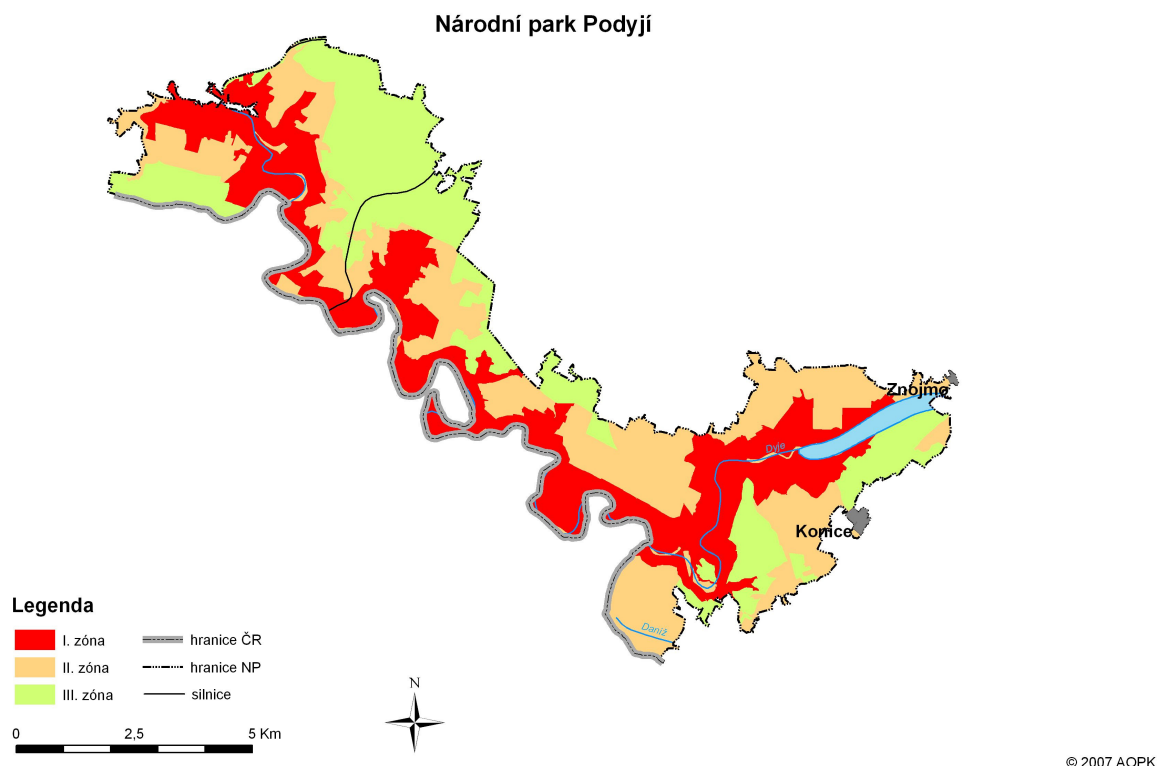 Národní park Podyjí
Znojmo
Dyje
Konice
Daníž
Legenda
I. zóna
II. zóna
III. zóna
hranice ČR
hranice NP
silnice
N
0 2,5 5 Km
© 2007 AOPK